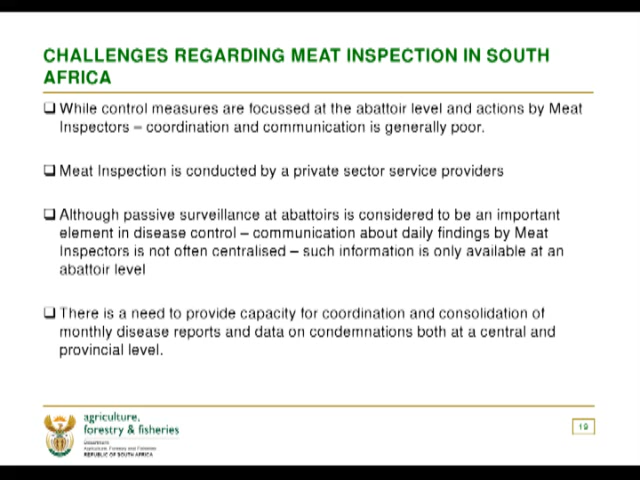 CHALLENGES REGARDING MEAT INSPECTION IN SOUTH
AFRICA
❑ While control measures are focussed at the abattoir level and actions by Meat
Inspectors – coordination and communication is generally poor.
❑ Meat Inspection is conducted by a private sector service providers
❑ Although passive surveillance at abattoirs is considered to be an important
element in disease control – communication about daily findings by Meat
Inspectors is not often centralised – such information is only available at an
abattoir level
❑ There is a need to provide capacity for coordination and consolidation of
monthly disease reports and data on condemnations both at a central and
provincial level.
agriculture,
forestry & fisheries
Department:
Agriculture, Forestry and Fisheries
REPUBLIC OF SOUTH AFRICA
19